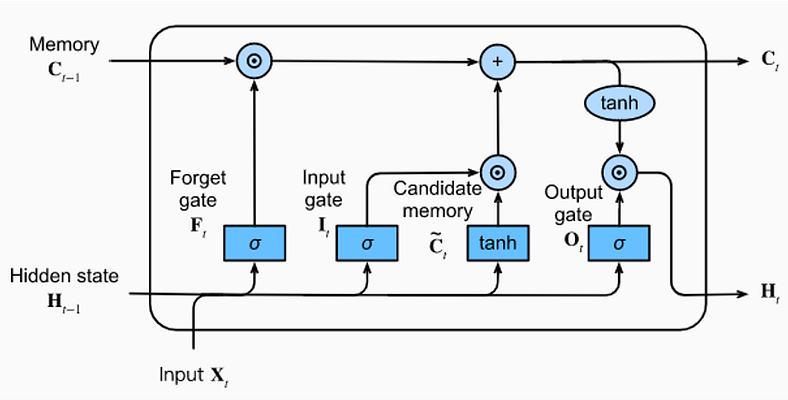 Memory
C_{t−1}
C_t
+
tanh
Forget
gate
F_t
Input
gate
I_t
Candidate
memory
C̃_t
Output
gate
O_t
σ
σ
tanh
σ
Hidden state
H_{t−1}
H_t
Input X_t